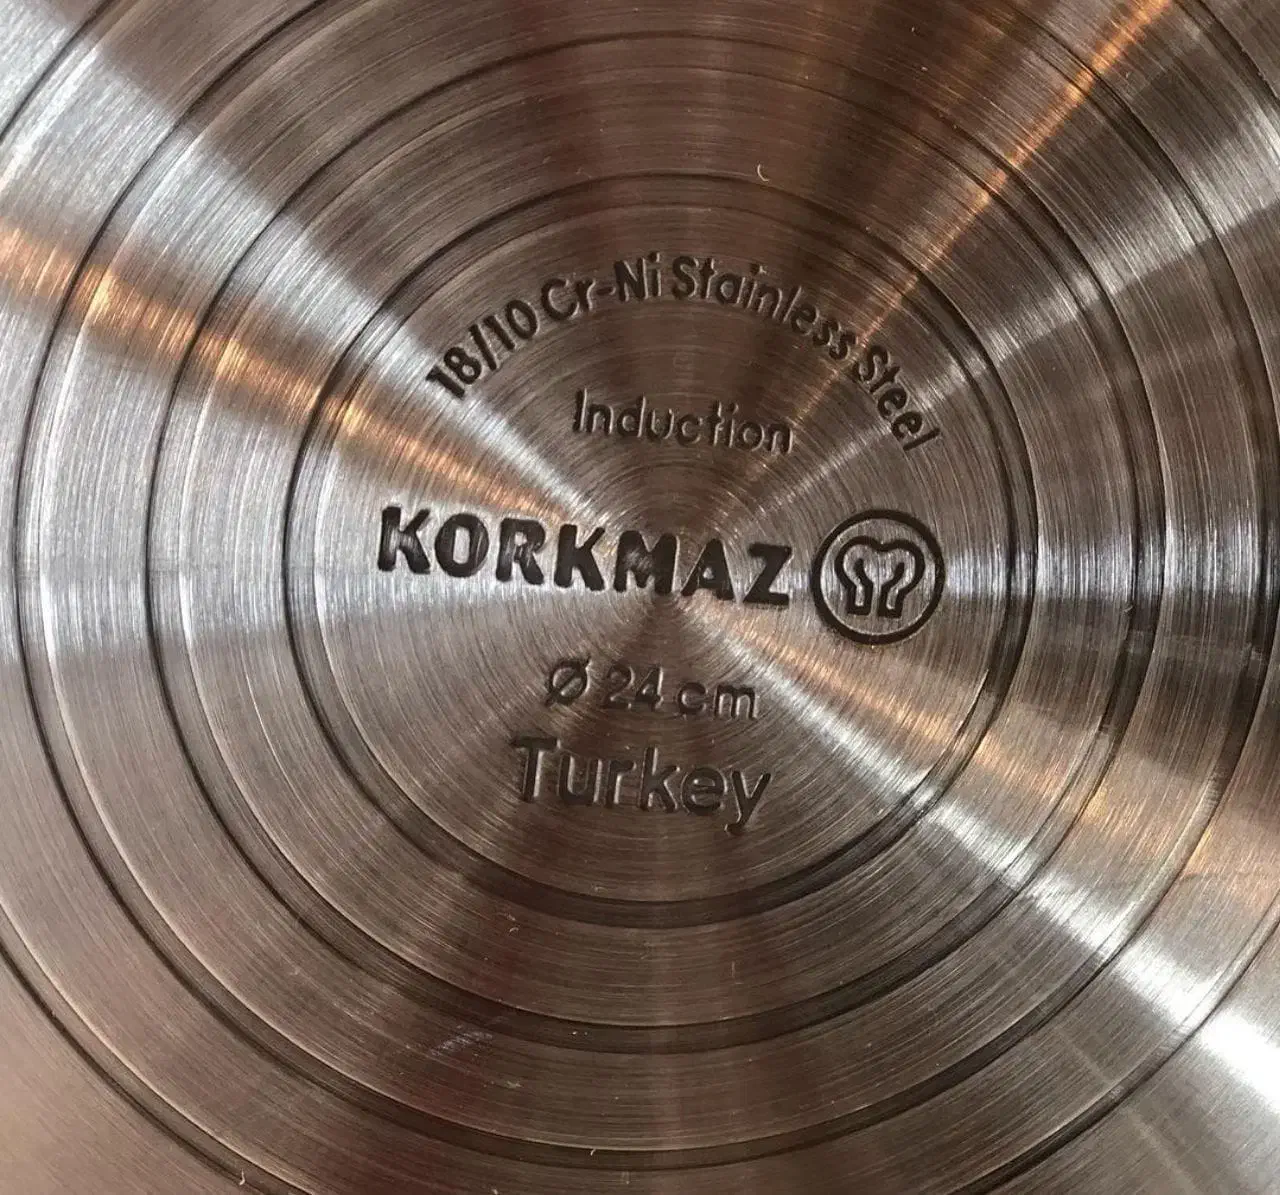 18/10 Cr-Ni Stainless Steel
Induction
KORKMAZ
Ø 24 cm
Turkey